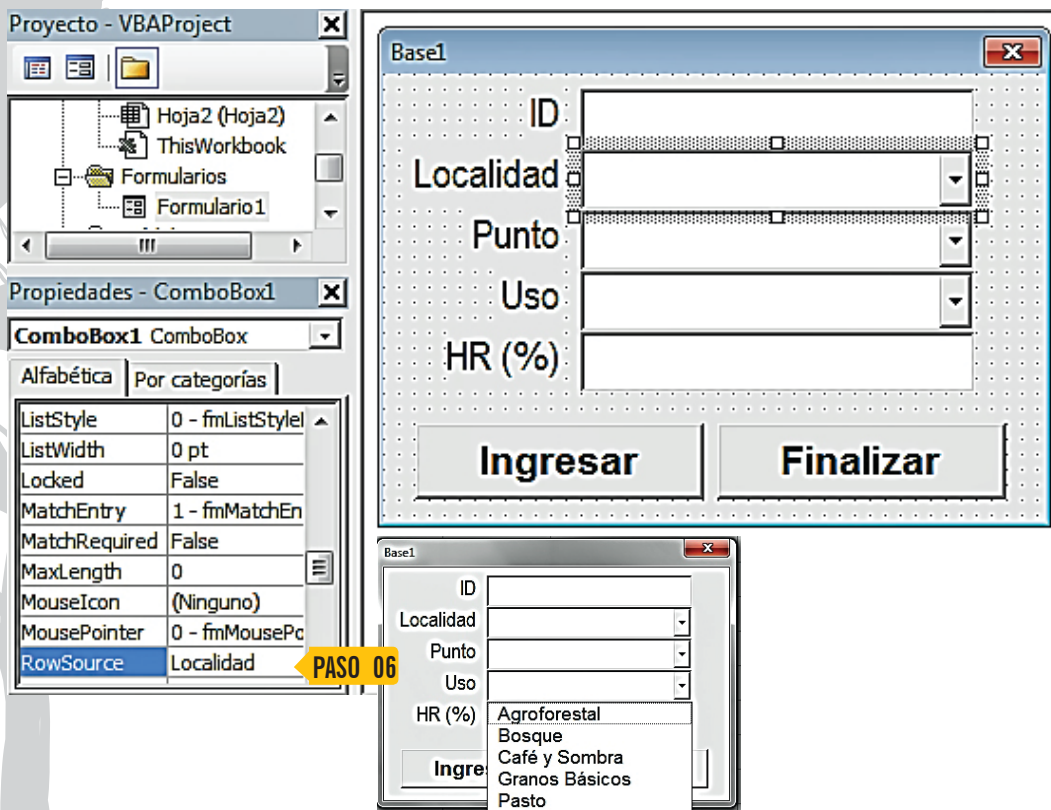 Proyecto - VBAProject
Hoja2 (Hoja2)
ThisWorkbook
Formularios
Formulario1
Propiedades - ComboBox1
ComboBox1 ComboBox
Alfabética
Por categorías
ListStyle 0 - fmListStyle
ListWidth 0 pt
Locked False
MatchEntry 1 - fmMatchEn
MatchRequired False
MaxLength 0
MouseIcon (Ninguno)
MousePointer 0 - fmMousePo
RowSource Localidad
PASO 06
Base1
ID
Localidad
Punto
Uso
HR (%)
Ingresar
Finalizar
Base1
ID
Localidad
Punto
Uso
HR (%)
Agroforestal
Bosque
Café y Sombra
Granos Básicos
Pasto
Ingre